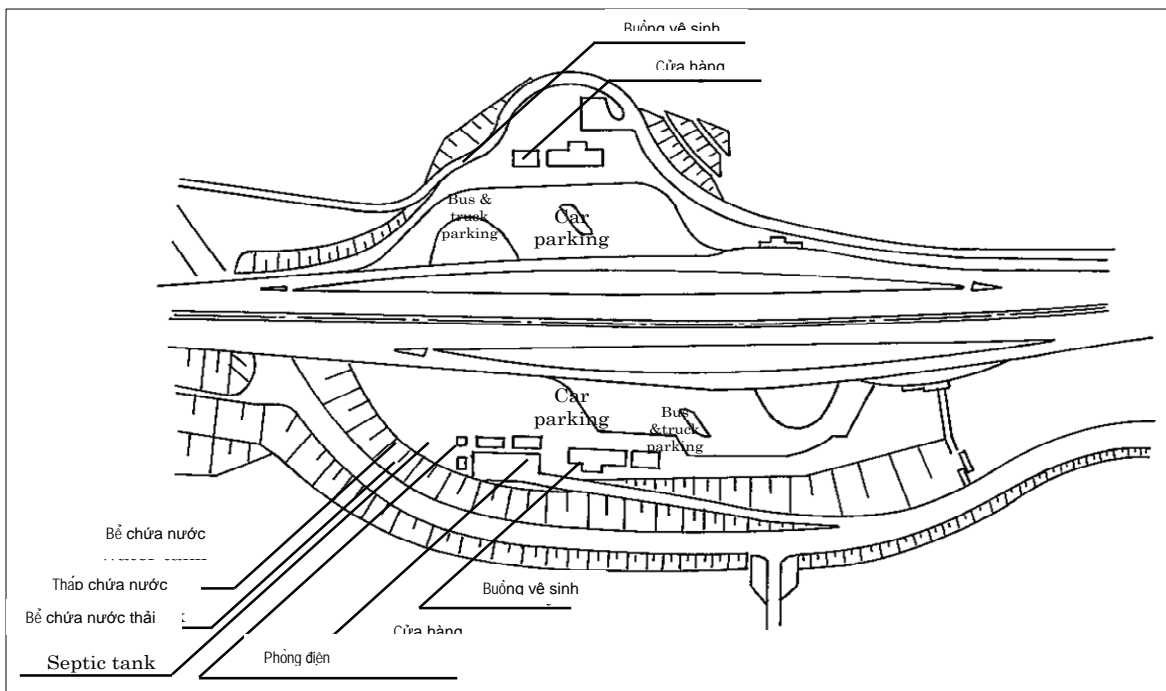 Buồng vệ sinh
Cửa hàng
Bus &
truck
parking
Car
parking
Car
parking
Bus
&truck
parking
Bể chứa nước
Tháp chứa nước
Bể chứa nước thải
Septic tank
Buồng vệ sinh
Cửa hàng
Phòng điện